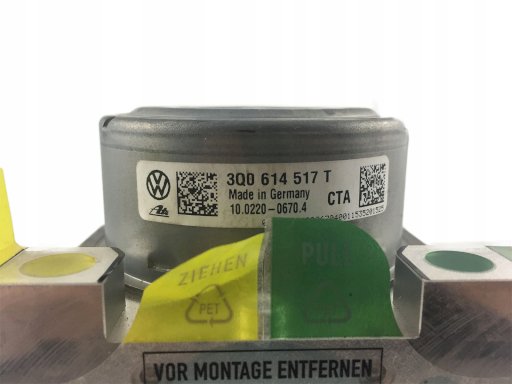 3Q0 614 517 T
Made in Germany
CTA
10.0220-0670.4
ZIEHEN
PULL
PET
VOR MONTAGE ENTFERNEN